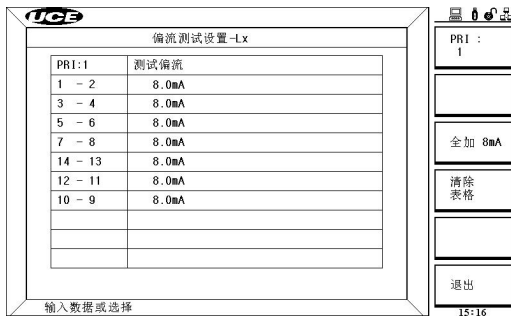 UCE
偏流测试设置-Lx
PRI:1 测试偏流
1 - 2 8.0mA
3 - 4 8.0mA
5 - 6 8.0mA
7 - 8 8.0mA
14 - 13 8.0mA
12 - 11 8.0mA
10 - 9 8.0mA
输入数据或选择
PRI :
1
全加 8mA
清除
表格
退出
15:16